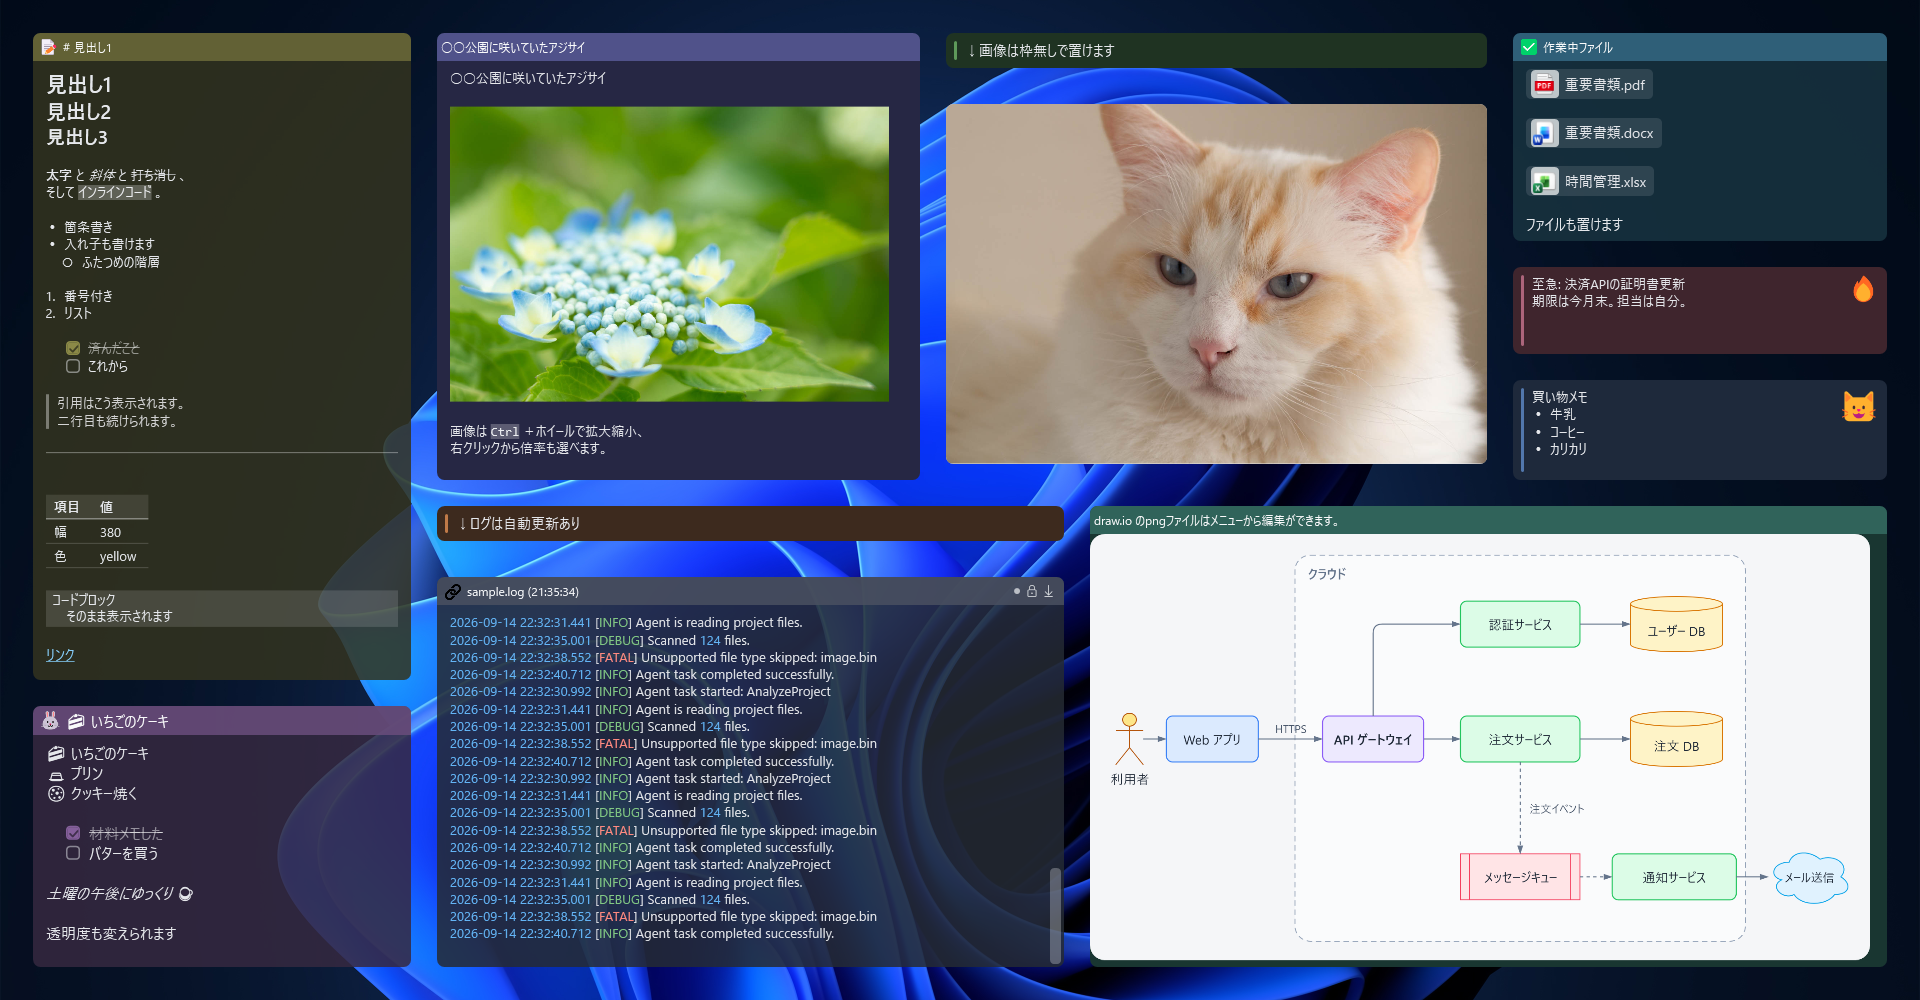 # 見出し1
見出し1
見出し2
見出し3
太字 と 斜体 と 打ち消し 、
そして インラインコード 。
• 箇条書き
• 入れ子も書けます
○ ふたつめの階層
1. 番号付き
2. リスト
済んだこと
これから
引用はこう表示されます。
二行目も続けられます。
項目 値
幅 380
色 yellow
コードブロック
そのまま表示されます
リンク
いちごのケーキ
いちごのケーキ
プリン
クッキー焼く
材料メモした
バターを買う
土曜の午後にゆっくり
透明度も変えられます
〇〇公園に咲いていたアジサイ
〇〇公園に咲いていたアジサイ
画像は Ctrl ＋ホイールで拡大縮小、
右クリックから倍率も選べます。
↓画像は枠無しで置けます
↓ログは自動更新あり
sample.log (21:35:34)
2026-09-14 22:32:31.441 [INFO] Agent is reading project files.
2026-09-14 22:32:35.001 [DEBUG] Scanned 124 files.
2026-09-14 22:32:38.552 [FATAL] Unsupported file type skipped: image.bin
2026-09-14 22:32:40.712 [INFO] Agent task completed successfully.
2026-09-14 22:32:30.992 [INFO] Agent task started: AnalyzeProject
2026-09-14 22:32:31.441 [INFO] Agent is reading project files.
2026-09-14 22:32:35.001 [DEBUG] Scanned 124 files.
2026-09-14 22:32:38.552 [FATAL] Unsupported file type skipped: image.bin
2026-09-14 22:32:40.712 [INFO] Agent task completed successfully.
2026-09-14 22:32:30.992 [INFO] Agent task started: AnalyzeProject
2026-09-14 22:32:31.441 [INFO] Agent is reading project files.
2026-09-14 22:32:35.001 [DEBUG] Scanned 124 files.
2026-09-14 22:32:38.552 [FATAL] Unsupported file type skipped: image.bin
2026-09-14 22:32:40.712 [INFO] Agent task completed successfully.
2026-09-14 22:32:30.992 [INFO] Agent task started: AnalyzeProject
2026-09-14 22:32:31.441 [INFO] Agent is reading project files.
2026-09-14 22:32:35.001 [DEBUG] Scanned 124 files.
2026-09-14 22:32:38.552 [FATAL] Unsupported file type skipped: image.bin
2026-09-14 22:32:40.712 [INFO] Agent task completed successfully.
作業中ファイル
PDF 重要書類.pdf
W 重要書類.docx
X 時間管理.xlsx
ファイルも置けます
至急: 決済APIの証明書更新
期限は今月末。担当は自分。
買い物メモ
• 牛乳
• コーヒー
• カリカリ
draw.io のpngファイルはメニューから編集ができます。
クラウド
認証サービス
ユーザー DB
利用者
Web アプリ
HTTPS
API ゲートウェイ
注文サービス
注文 DB
注文イベント
メッセージキュー
通知サービス
メール送信